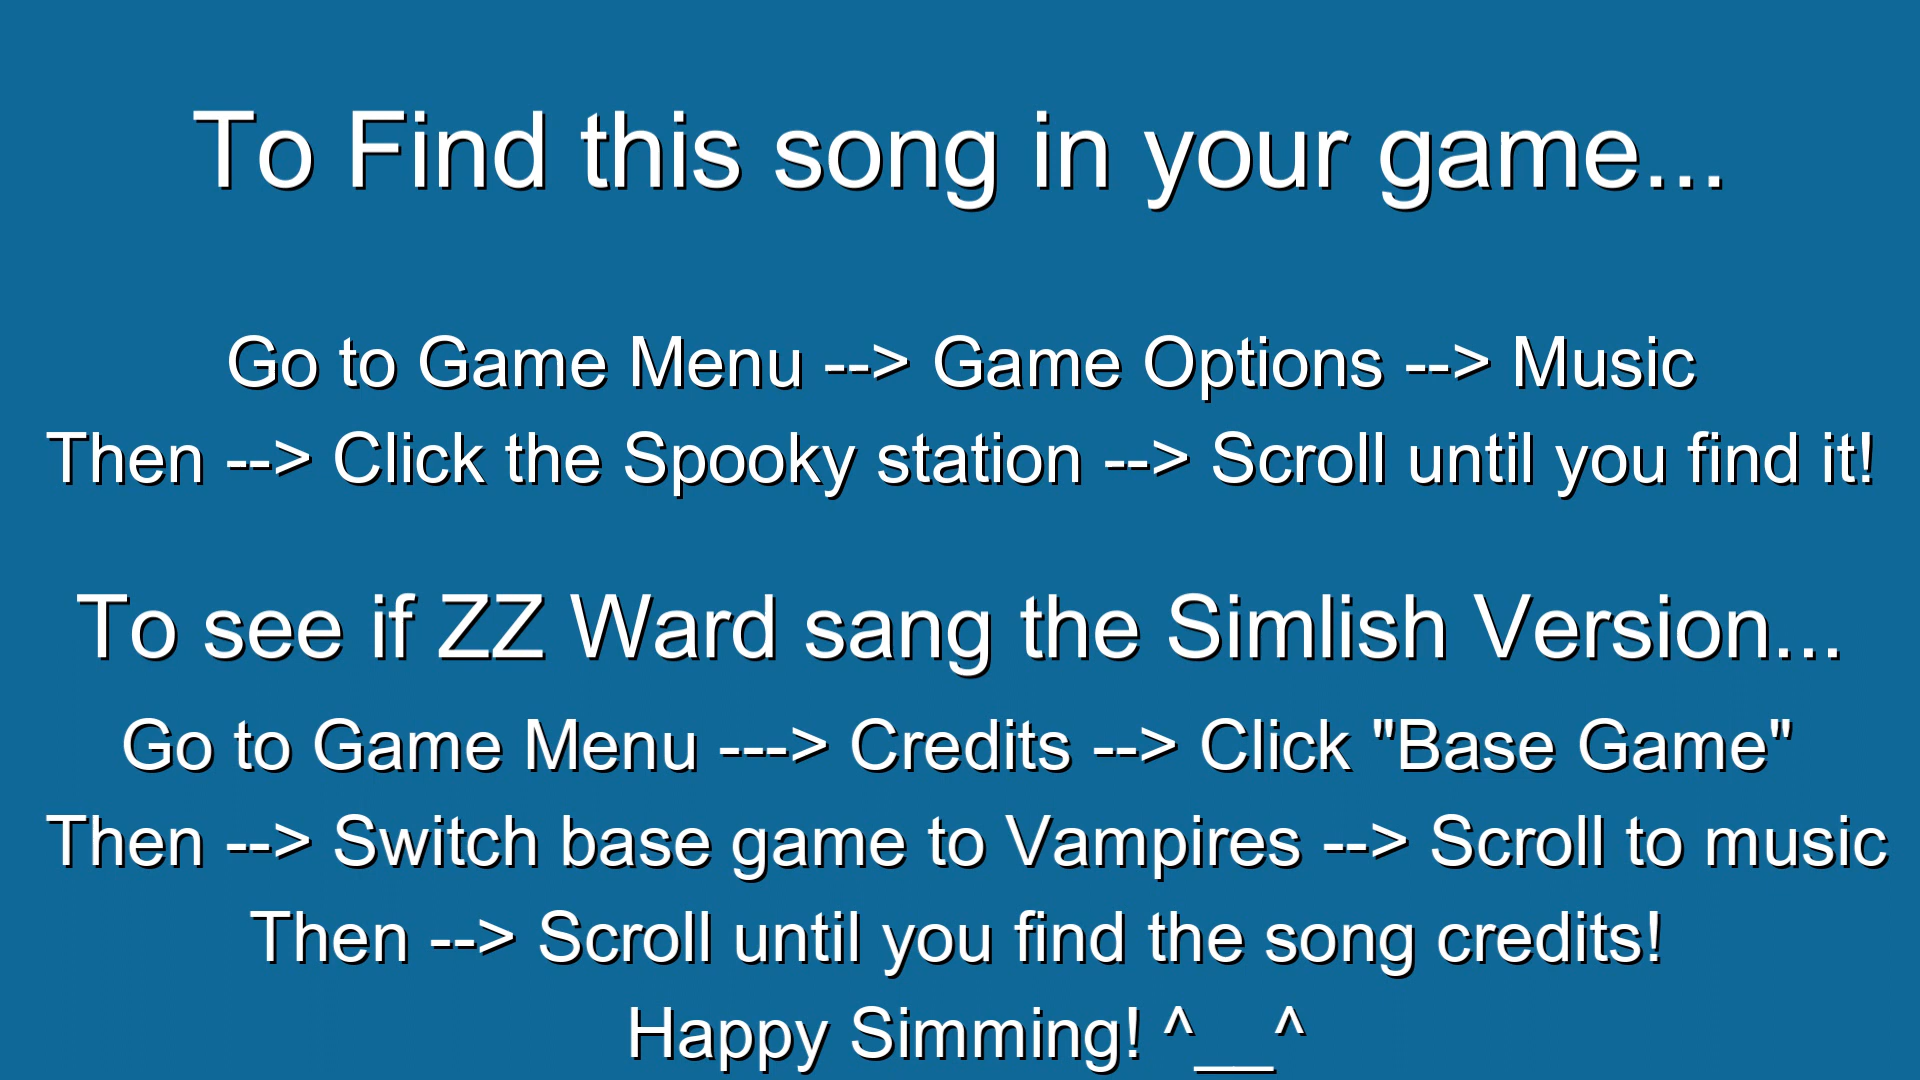 To Find this song in your game...
Go to Game Menu --> Game Options --> Music
Then --> Click the Spooky station --> Scroll until you find it!
To see if ZZ Ward sang the Simlish Version...
Go to Game Menu ---> Credits --> Click "Base Game"
Then --> Switch base game to Vampires --> Scroll to music
Then --> Scroll until you find the song credits!
Happy Simming! ^__^